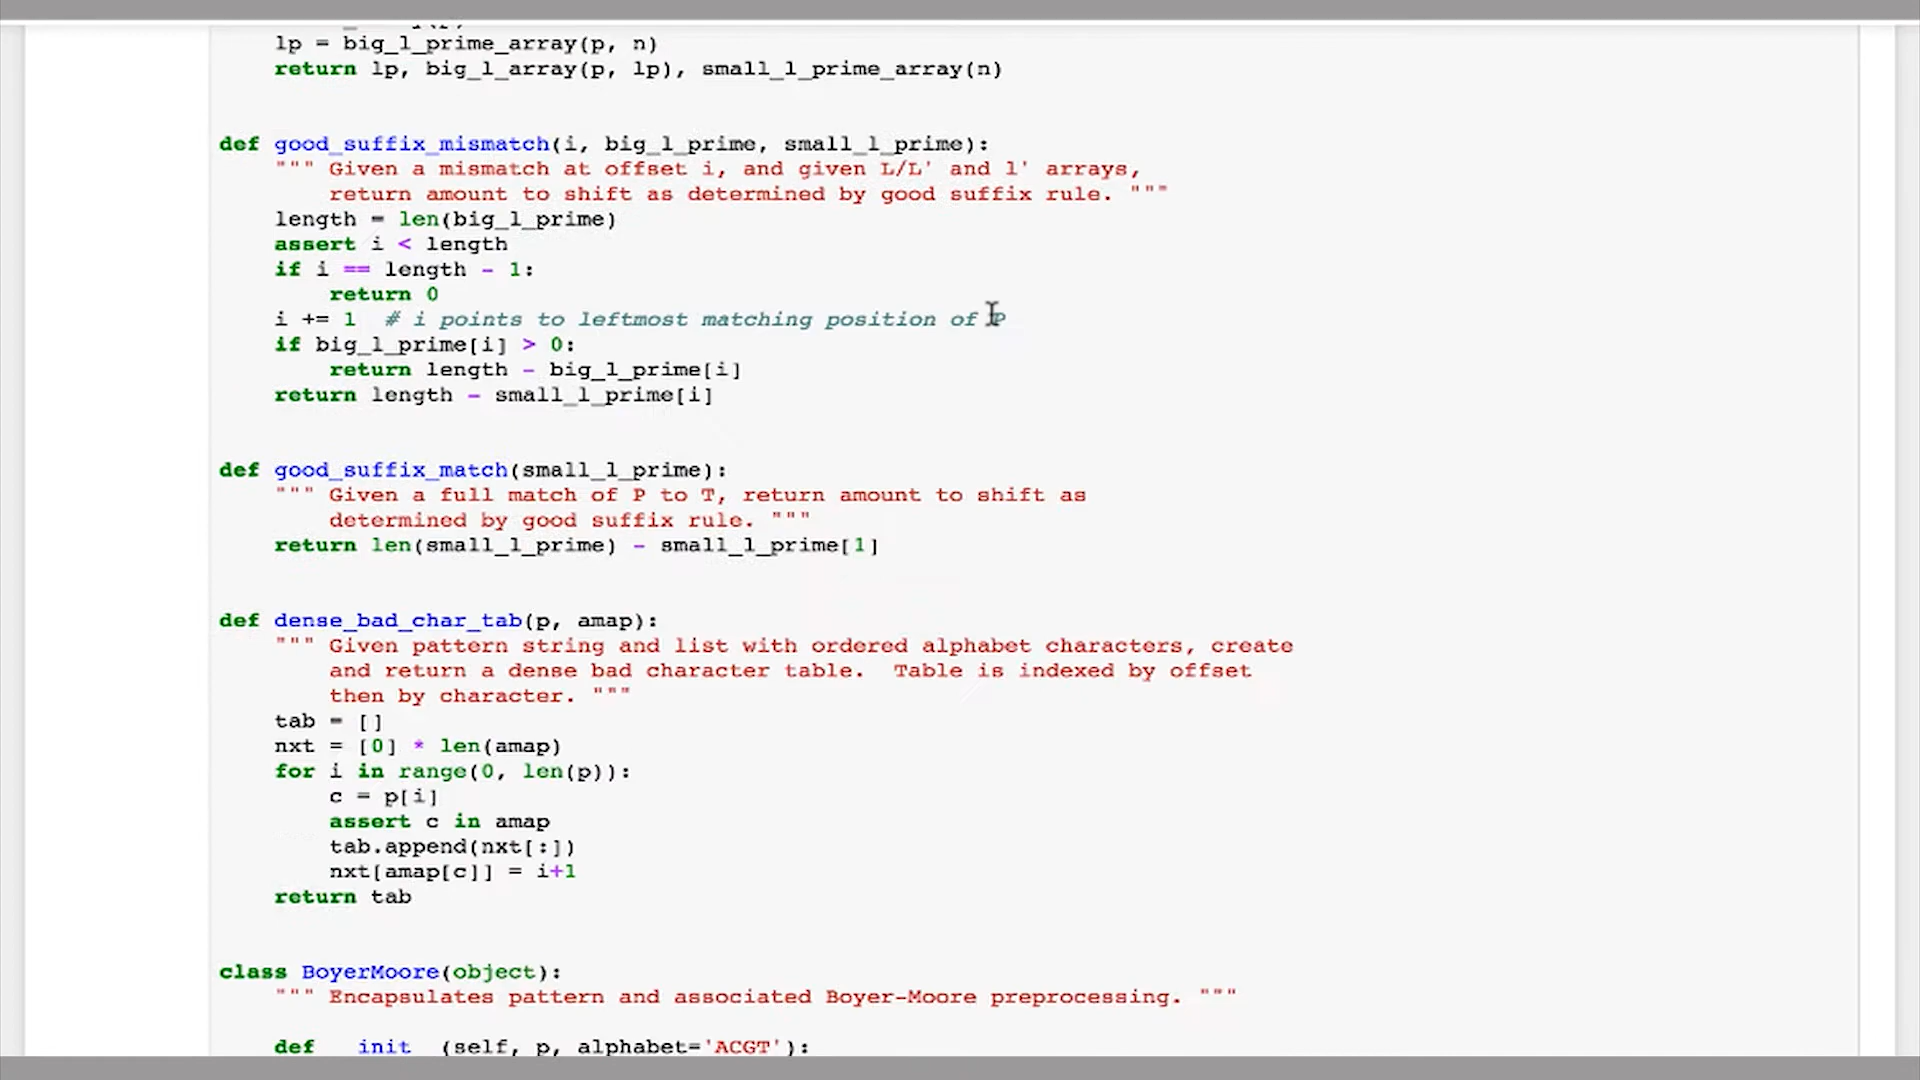 lp = big_l_prime_array(p, n)
return lp, big_l_array(p, lp), small_l_prime_array(n)
def good_suffix_mismatch(i, big_l_prime, small_l_prime):
""" Given a mismatch at offset i, and given L/L' and l' arrays,
return amount to shift as determined by good suffix rule. """
length = len(big_l_prime)
assert i < length
if i == length - 1:
return 0
i += 1  # i points to leftmost matching position of P
if big_l_prime[i] > 0:
return length - big_l_prime[i]
return length - small_l_prime[i]
def good_suffix_match(small_l_prime):
""" Given a full match of P to T, return amount to shift as
determined by good suffix rule. """
return len(small_l_prime) - small_l_prime[1]
def dense_bad_char_tab(p, amap):
""" Given pattern string and list with ordered alphabet characters, create
and return a dense bad character table.  Table is indexed by offset
then by character. """
tab = []
nxt = [0] * len(amap)
for i in range(0, len(p)):
c = p[i]
assert c in amap
tab.append(nxt[:])
nxt[amap[c]] = i+1
return tab
class BoyerMoore(object):
""" Encapsulates pattern and associated Boyer-Moore preprocessing. """
def __init__(self, p, alphabet='ACGT'):